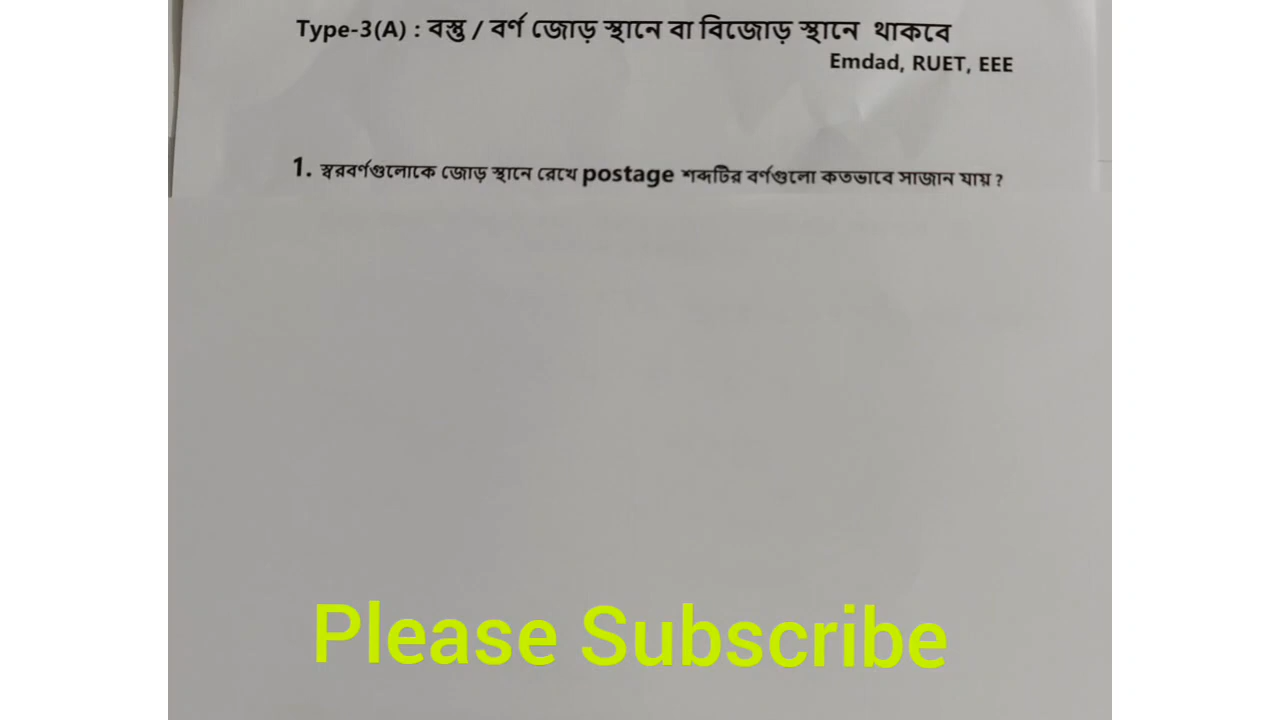 Type-3(A) : বস্তু / বর্ণ জোড় স্থানে বা বিজোড় স্থানে থাকবে
Emdad, RUET, EEE
1. স্বরবর্ণগুলোকে জোড় স্থানে রেখে postage শব্দটির বর্ণগুলো কতভাবে সাজান যায় ?
Please Subscribe